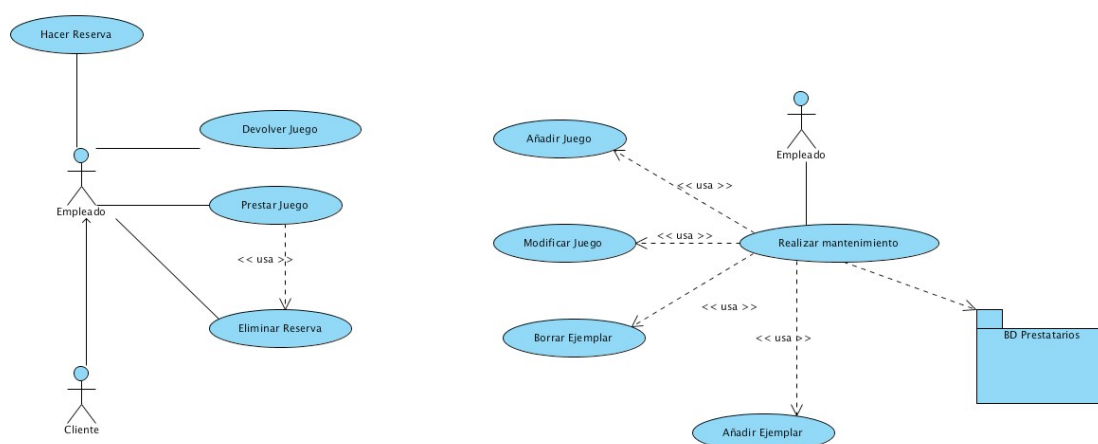 Hacer Reserva
Devolver Juego
Empleado
Prestar Juego
<< usa >>
Eliminar Reserva
Cliente
Empleado
Añadir Juego
<< usa >>
Modificar Juego
<< usa >>
Realizar mantenimiento
<< usa >>
Borrar Ejemplar
<< usa >>
BD Prestatarios
Añadir Ejemplar